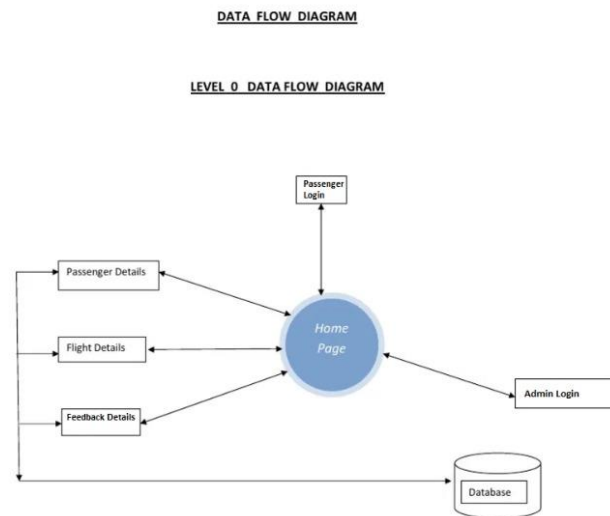 DATA FLOW DIAGRAM
LEVEL 0 DATA FLOW DIAGRAM
Passenger
Login
Passenger Details
Home
Page
Flight Details
Admin Login
Feedback Details
Database